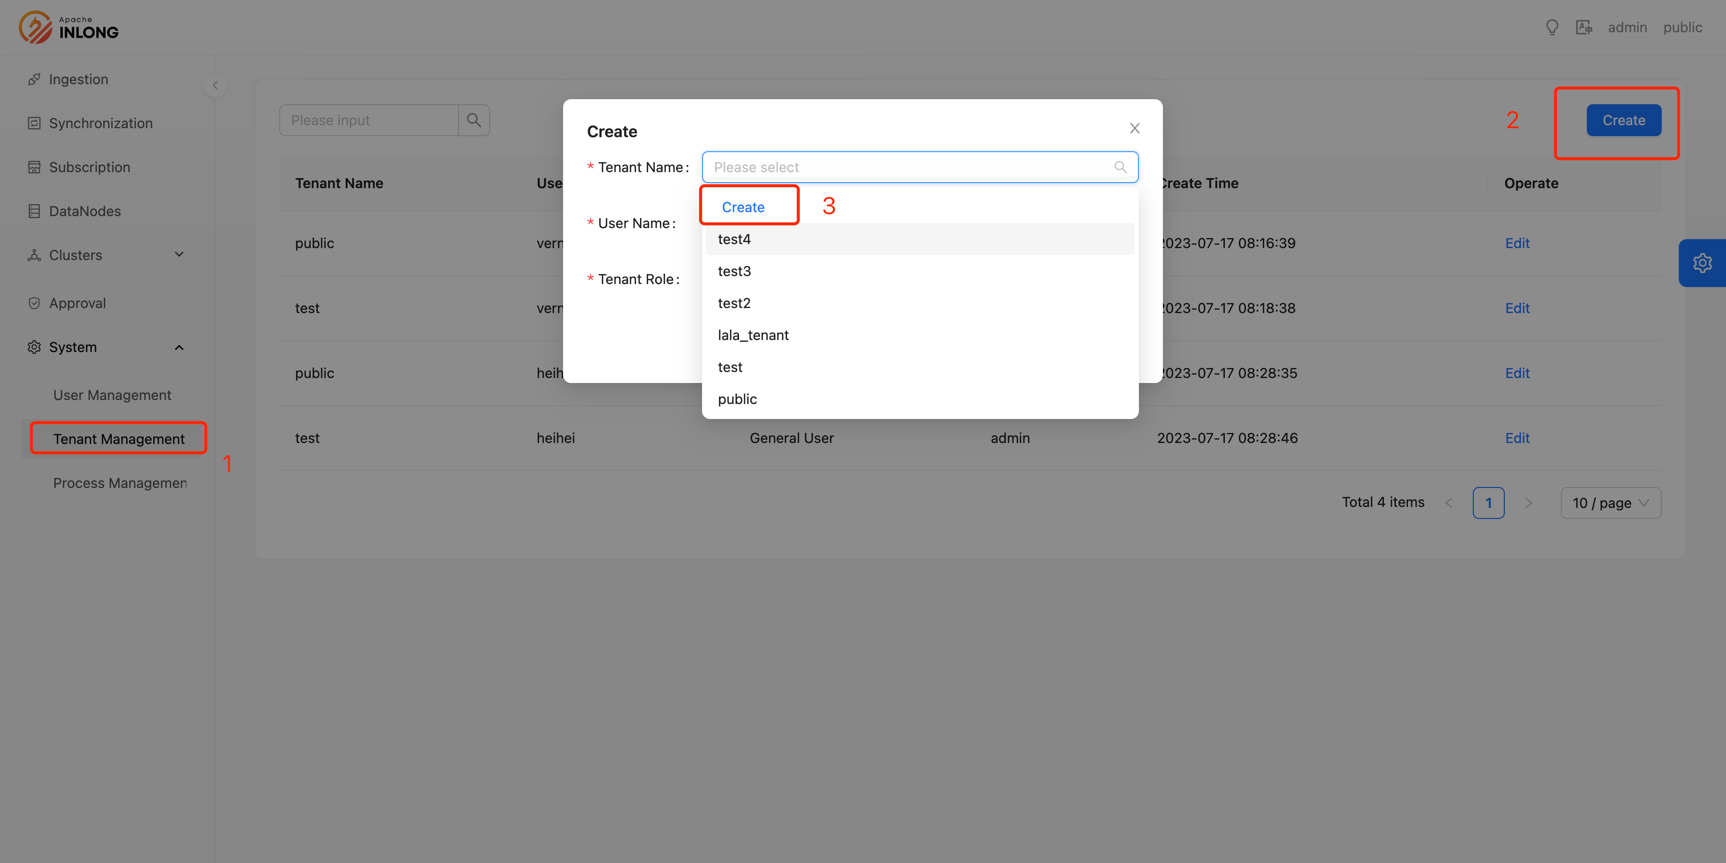 Apache
INLONG
admin
public
Ingestion
Synchronization
Subscription
DataNodes
Clusters
Approval
System
User Management
Tenant Management
1
Process Managemen
Please input
2
Create
Tenant Name
Use
Create Time
Operate
public
vern
2023-07-17 08:16:39
Edit
test
vern
2023-07-17 08:18:38
Edit
public
heih
2023-07-17 08:28:35
Edit
test
heihei
General User
admin
2023-07-17 08:28:46
Edit
Total 4 items
1
10 / page
Create
* Tenant Name:
Please select
* User Name:
* Tenant Role:
Create
3
test4
test3
test2
lala_tenant
test
public